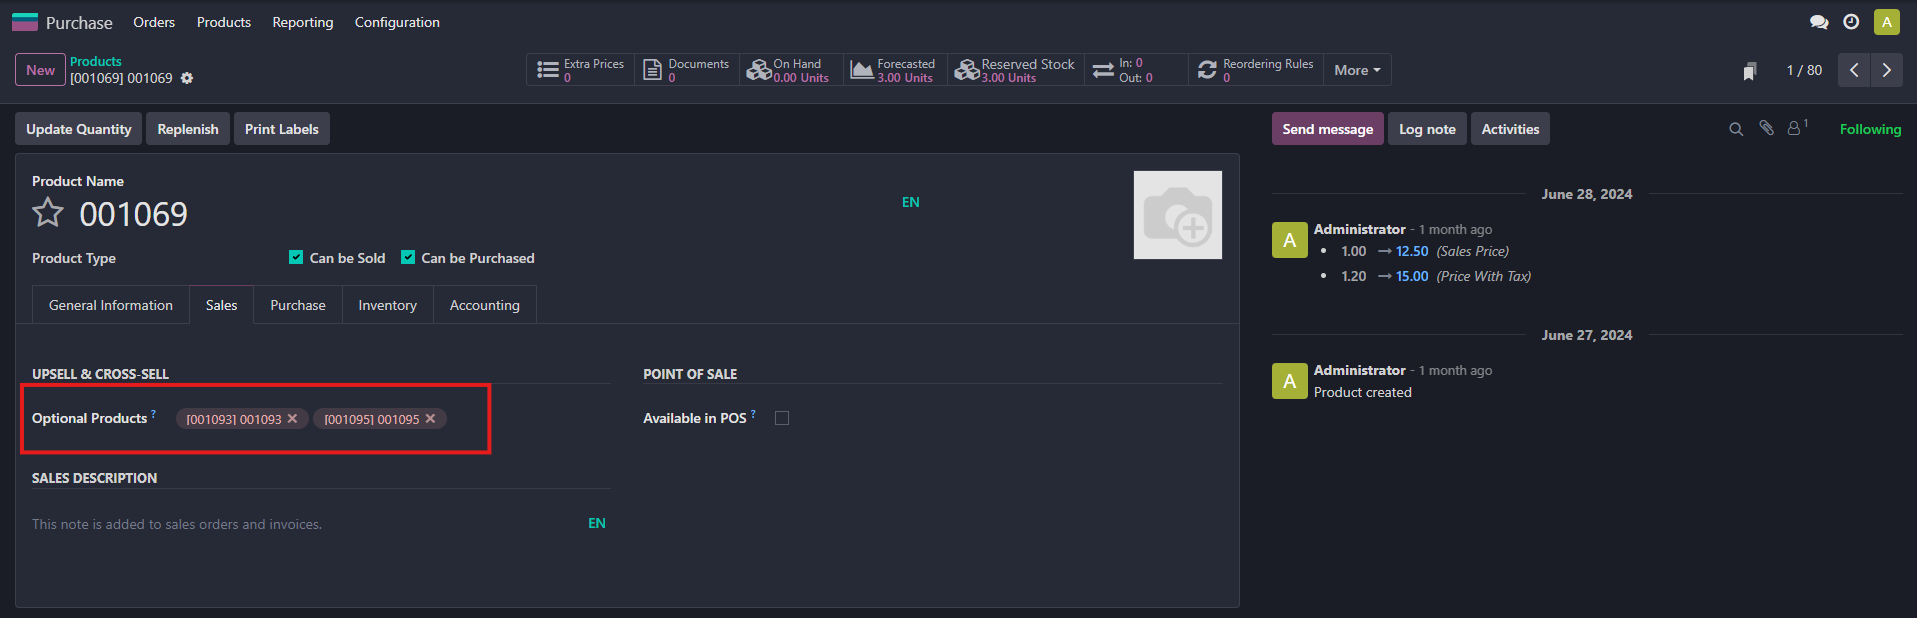 Purchase Orders Products Reporting Configuration A
New Products Extra Prices Documents On Hand Forecasted Reserved Stock In: 0 Reordering Rules More 1 / 80
[001069] 001069 0 0 0.00 Units 3.00 Units 3.00 Units Out: 0 0
Update Quantity Replenish Print Labels Send message Log note Activities 1 Following
Product Name
001069 EN
Product Type Can be Sold Can be Purchased
General Information Sales Purchase Inventory Accounting
UPSELL & CROSS-SELL POINT OF SALE
Optional Products ? [001093] 001093 [001095] 001095 Available in POS ?
SALES DESCRIPTION
This note is added to sales orders and invoices. EN
June 28, 2024
A Administrator - 1 month ago
• 1.00 → 12.50 (Sales Price)
• 1.20 → 15.00 (Price With Tax)
June 27, 2024
A Administrator - 1 month ago
Product created